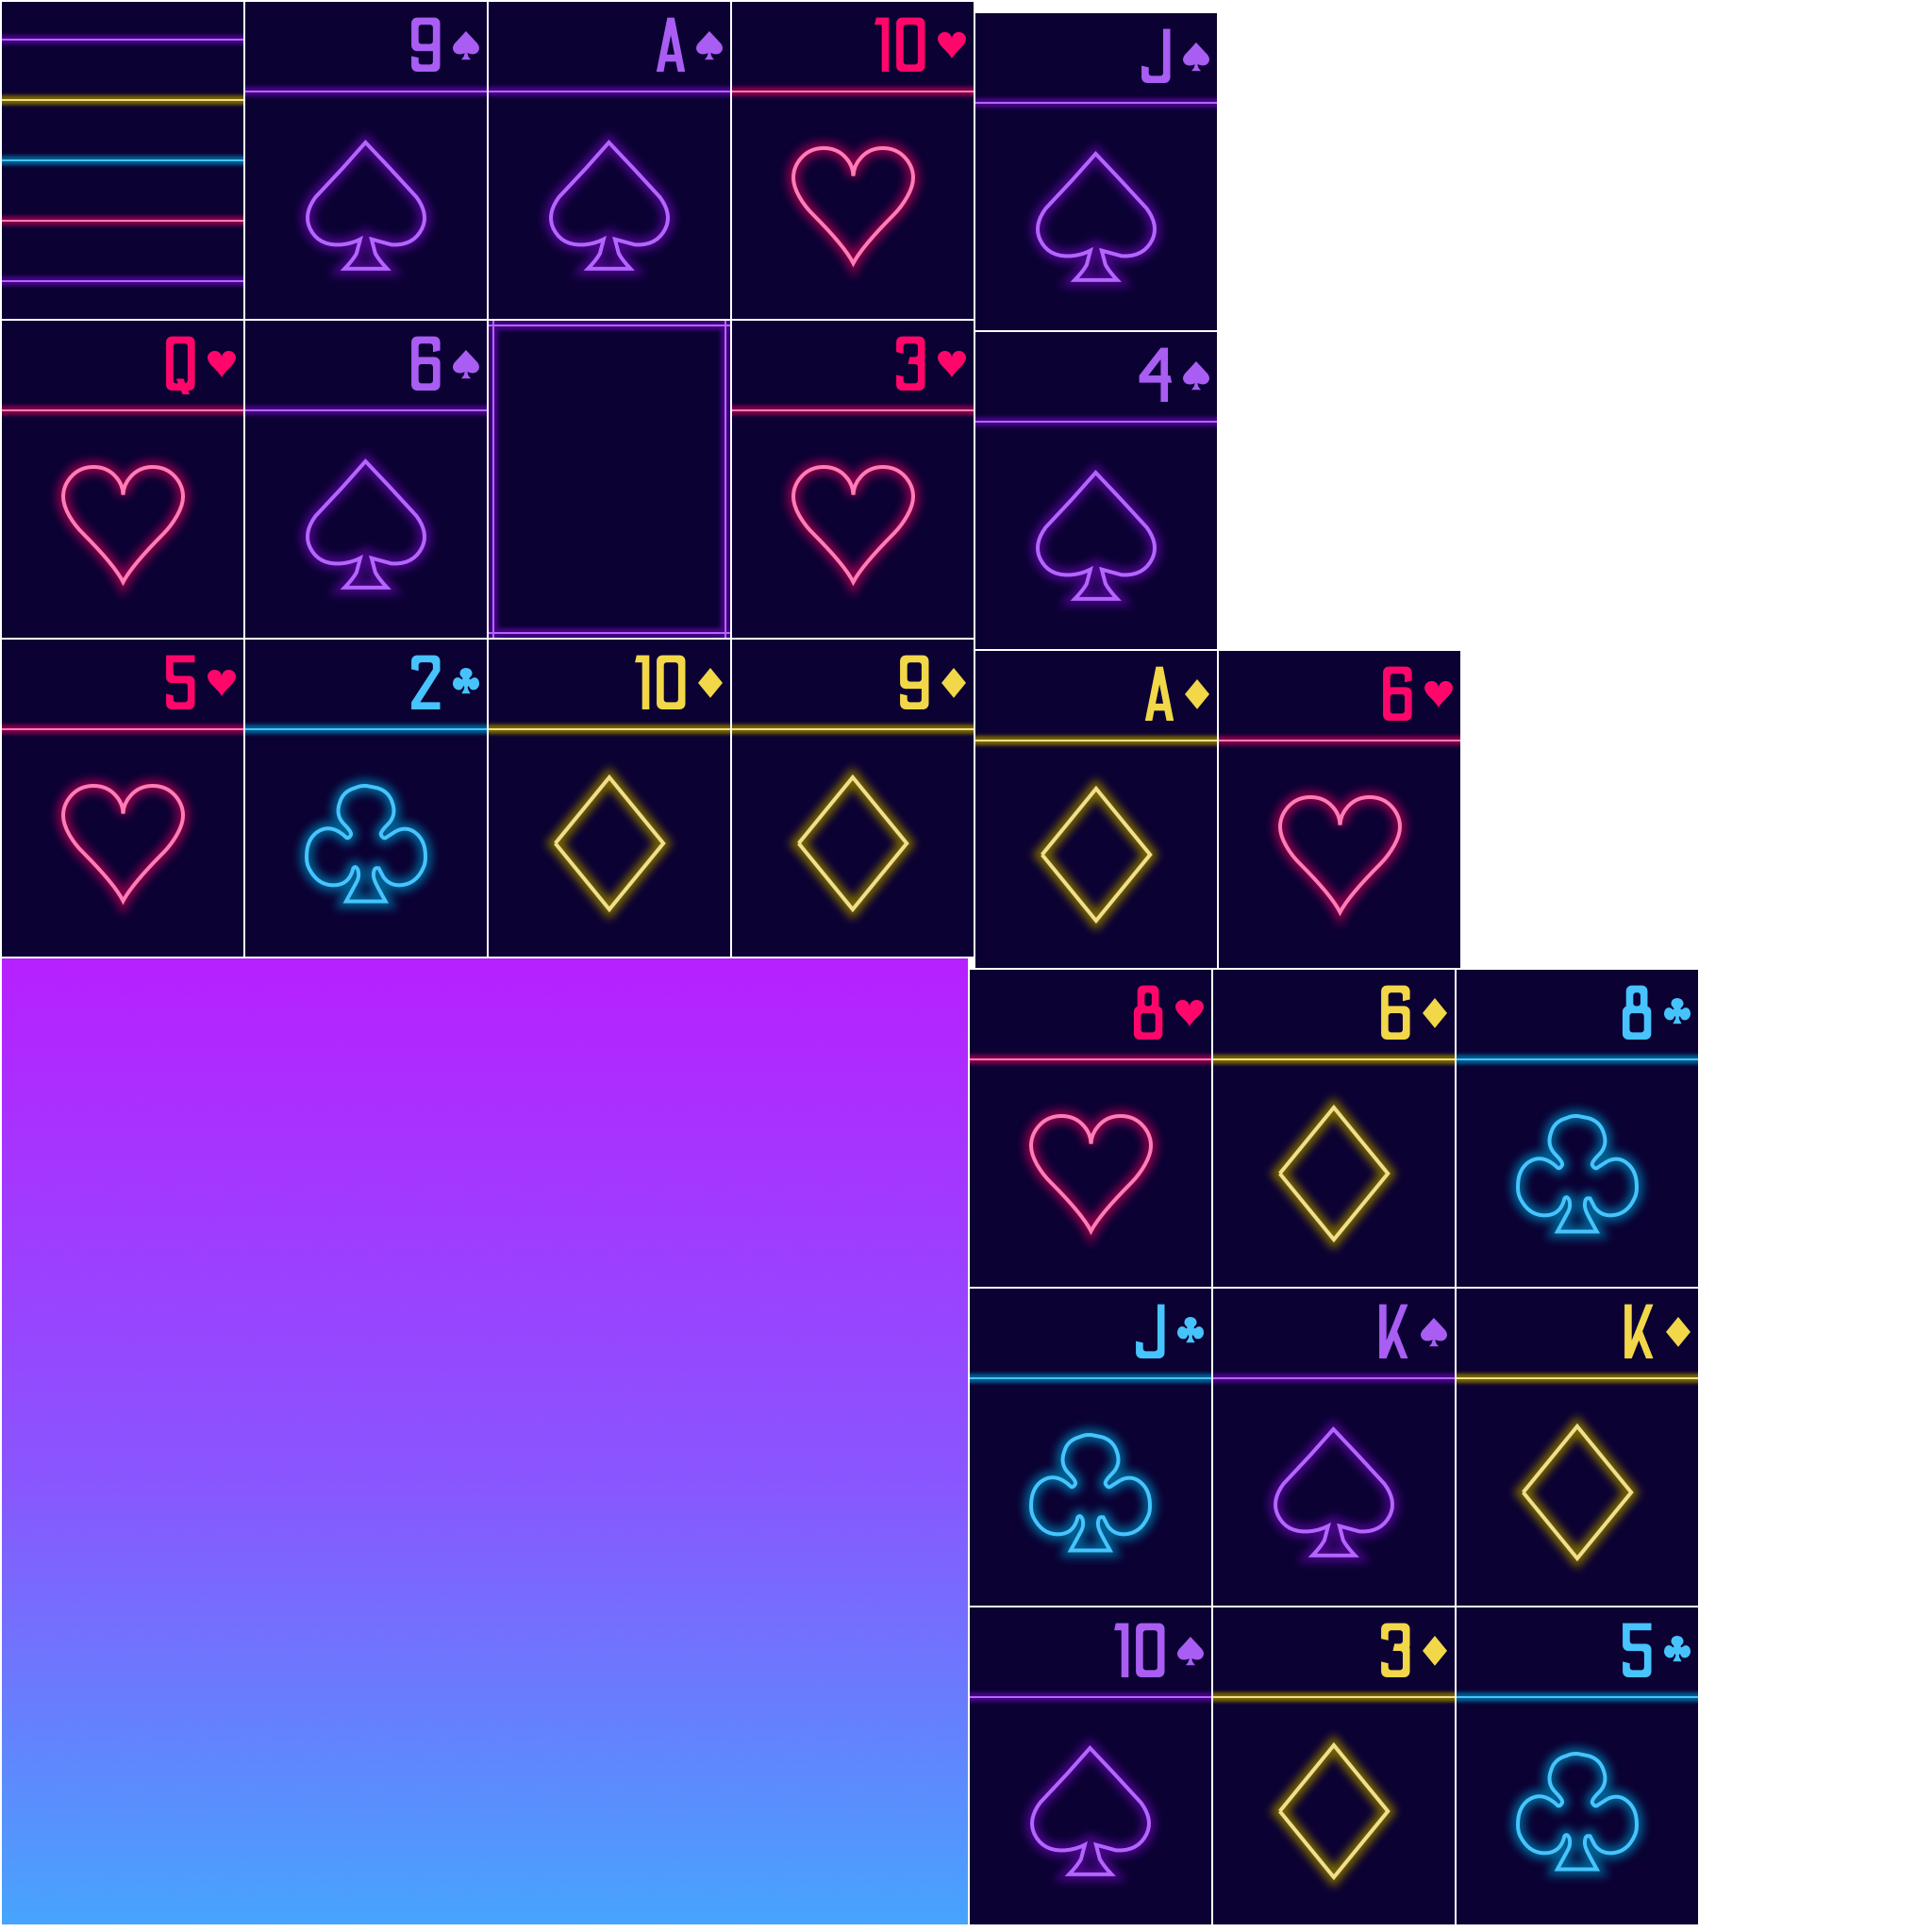 9♠ A♠ 10♥ J♠
Q♥ 6♠ 3♥ 4♠
5♥ 2♣ 10♦ 9♦ A♦ 6♥
8♥ 6♦ 8♣
J♣ K♠ K♦
10♠ 3♦ 5♣